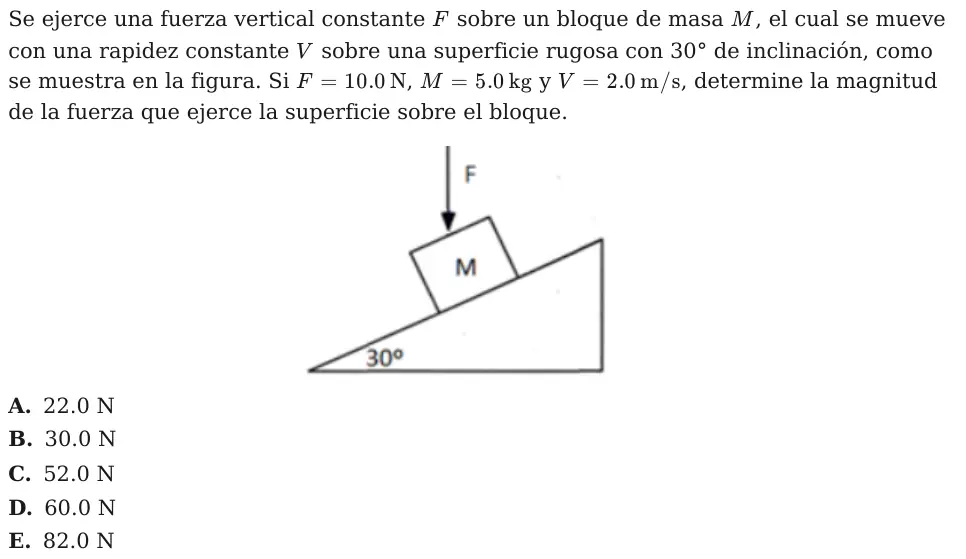 Se ejerce una fuerza vertical constante F sobre un bloque de masa M, el cual se mueve
con una rapidez constante V sobre una superficie rugosa con 30° de inclinación, como
se muestra en la figura. Si F = 10.0 N, M = 5.0 kg y V = 2.0 m/s, determine la magnitud
de la fuerza que ejerce la superficie sobre el bloque.
F
M
30º
A. 22.0 N
B. 30.0 N
C. 52.0 N
D. 60.0 N
E. 82.0 N